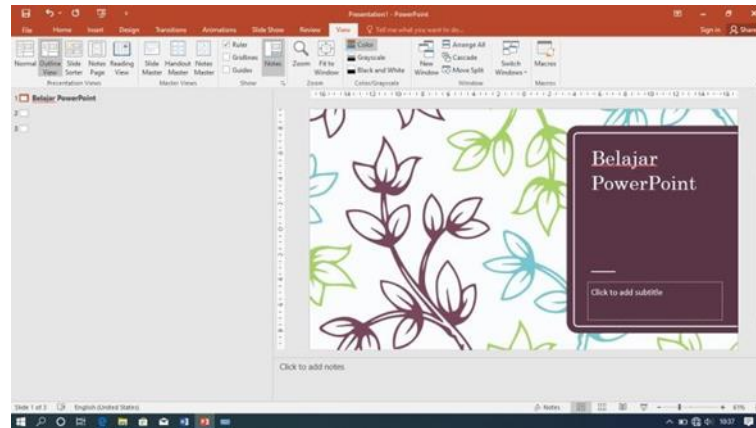 Presentation1 - PowerPoint
File Home Insert Design Transitions Animations Slide Show Review View Tell me what you want to do... Sign in Share
Normal Outline View Slide Sorter Notes Page Reading View
Presentation Views
Slide Master Handout Master Notes Master
Master Views
Ruler
Gridlines
Guides
Show
Notes
Zoom Fit to Window
Zoom
Color
Grayscale
Black and White
Color/Grayscale
New Window
Arrange All
Cascade
Move Split
Switch Windows
Window
Macros
Macros
1 Belajar PowerPoint
2
3
Belajar
PowerPoint
Click to add subtitle
Click to add notes
Slide 1 of 3 English (United States) Notes 61%
1937